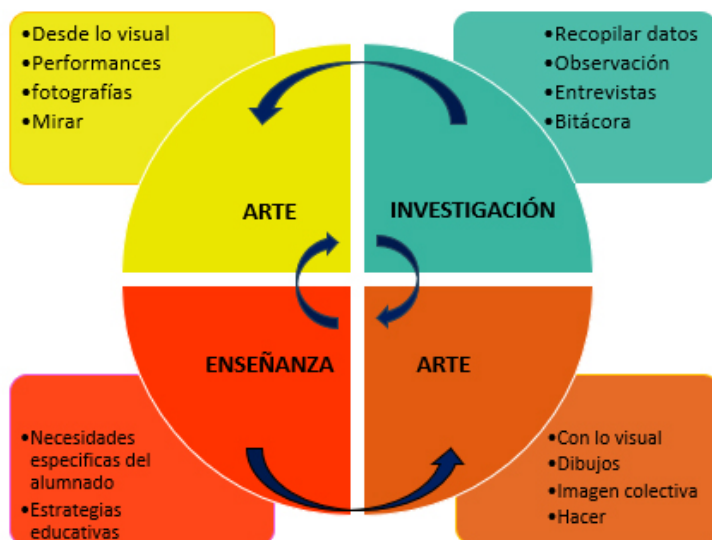 •Desde lo visual
•Performances
•fotografías
•Mirar
•Recopilar datos
•Observación
•Entrevistas
•Bitácora
ARTE
INVESTIGACIÓN
ENSEÑANZA
ARTE
•Necesidades
especificas del
alumnado
•Estrategias
educativas
•Con lo visual
•Dibujos
•Imagen colectiva
•Hacer